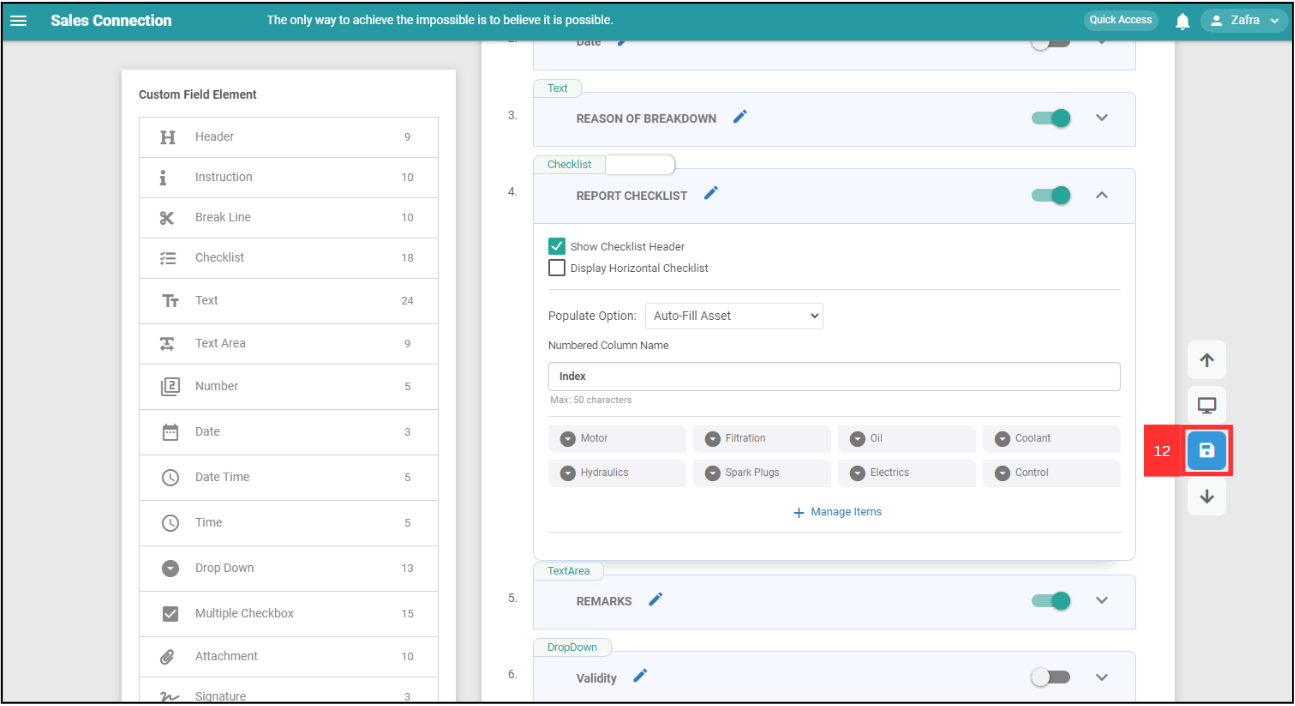 Sales Connection
The only way to achieve the impossible is to believe it is possible.
Quick Access
Zafra
Custom Field Element
Header 9
Instruction 10
Break Line 10
Checklist 18
Text 24
Text Area 9
Number 5
Date 3
Date Time 5
Time 5
Drop Down 13
Multiple Checkbox 15
Attachment 10
Signature 3
2. Date
Text
3. REASON OF BREAKDOWN
Checklist
4. REPORT CHECKLIST
Show Checklist Header
Display Horizontal Checklist
Populate Option: Auto-Fill Asset
Numbered Column Name
Index
Max: 50 characters
Motor Filtration Oil Coolant
Hydraulics Spark Plugs Electrics Control
+ Manage Items
TextArea
5. REMARKS
DropDown
6. Validity
12